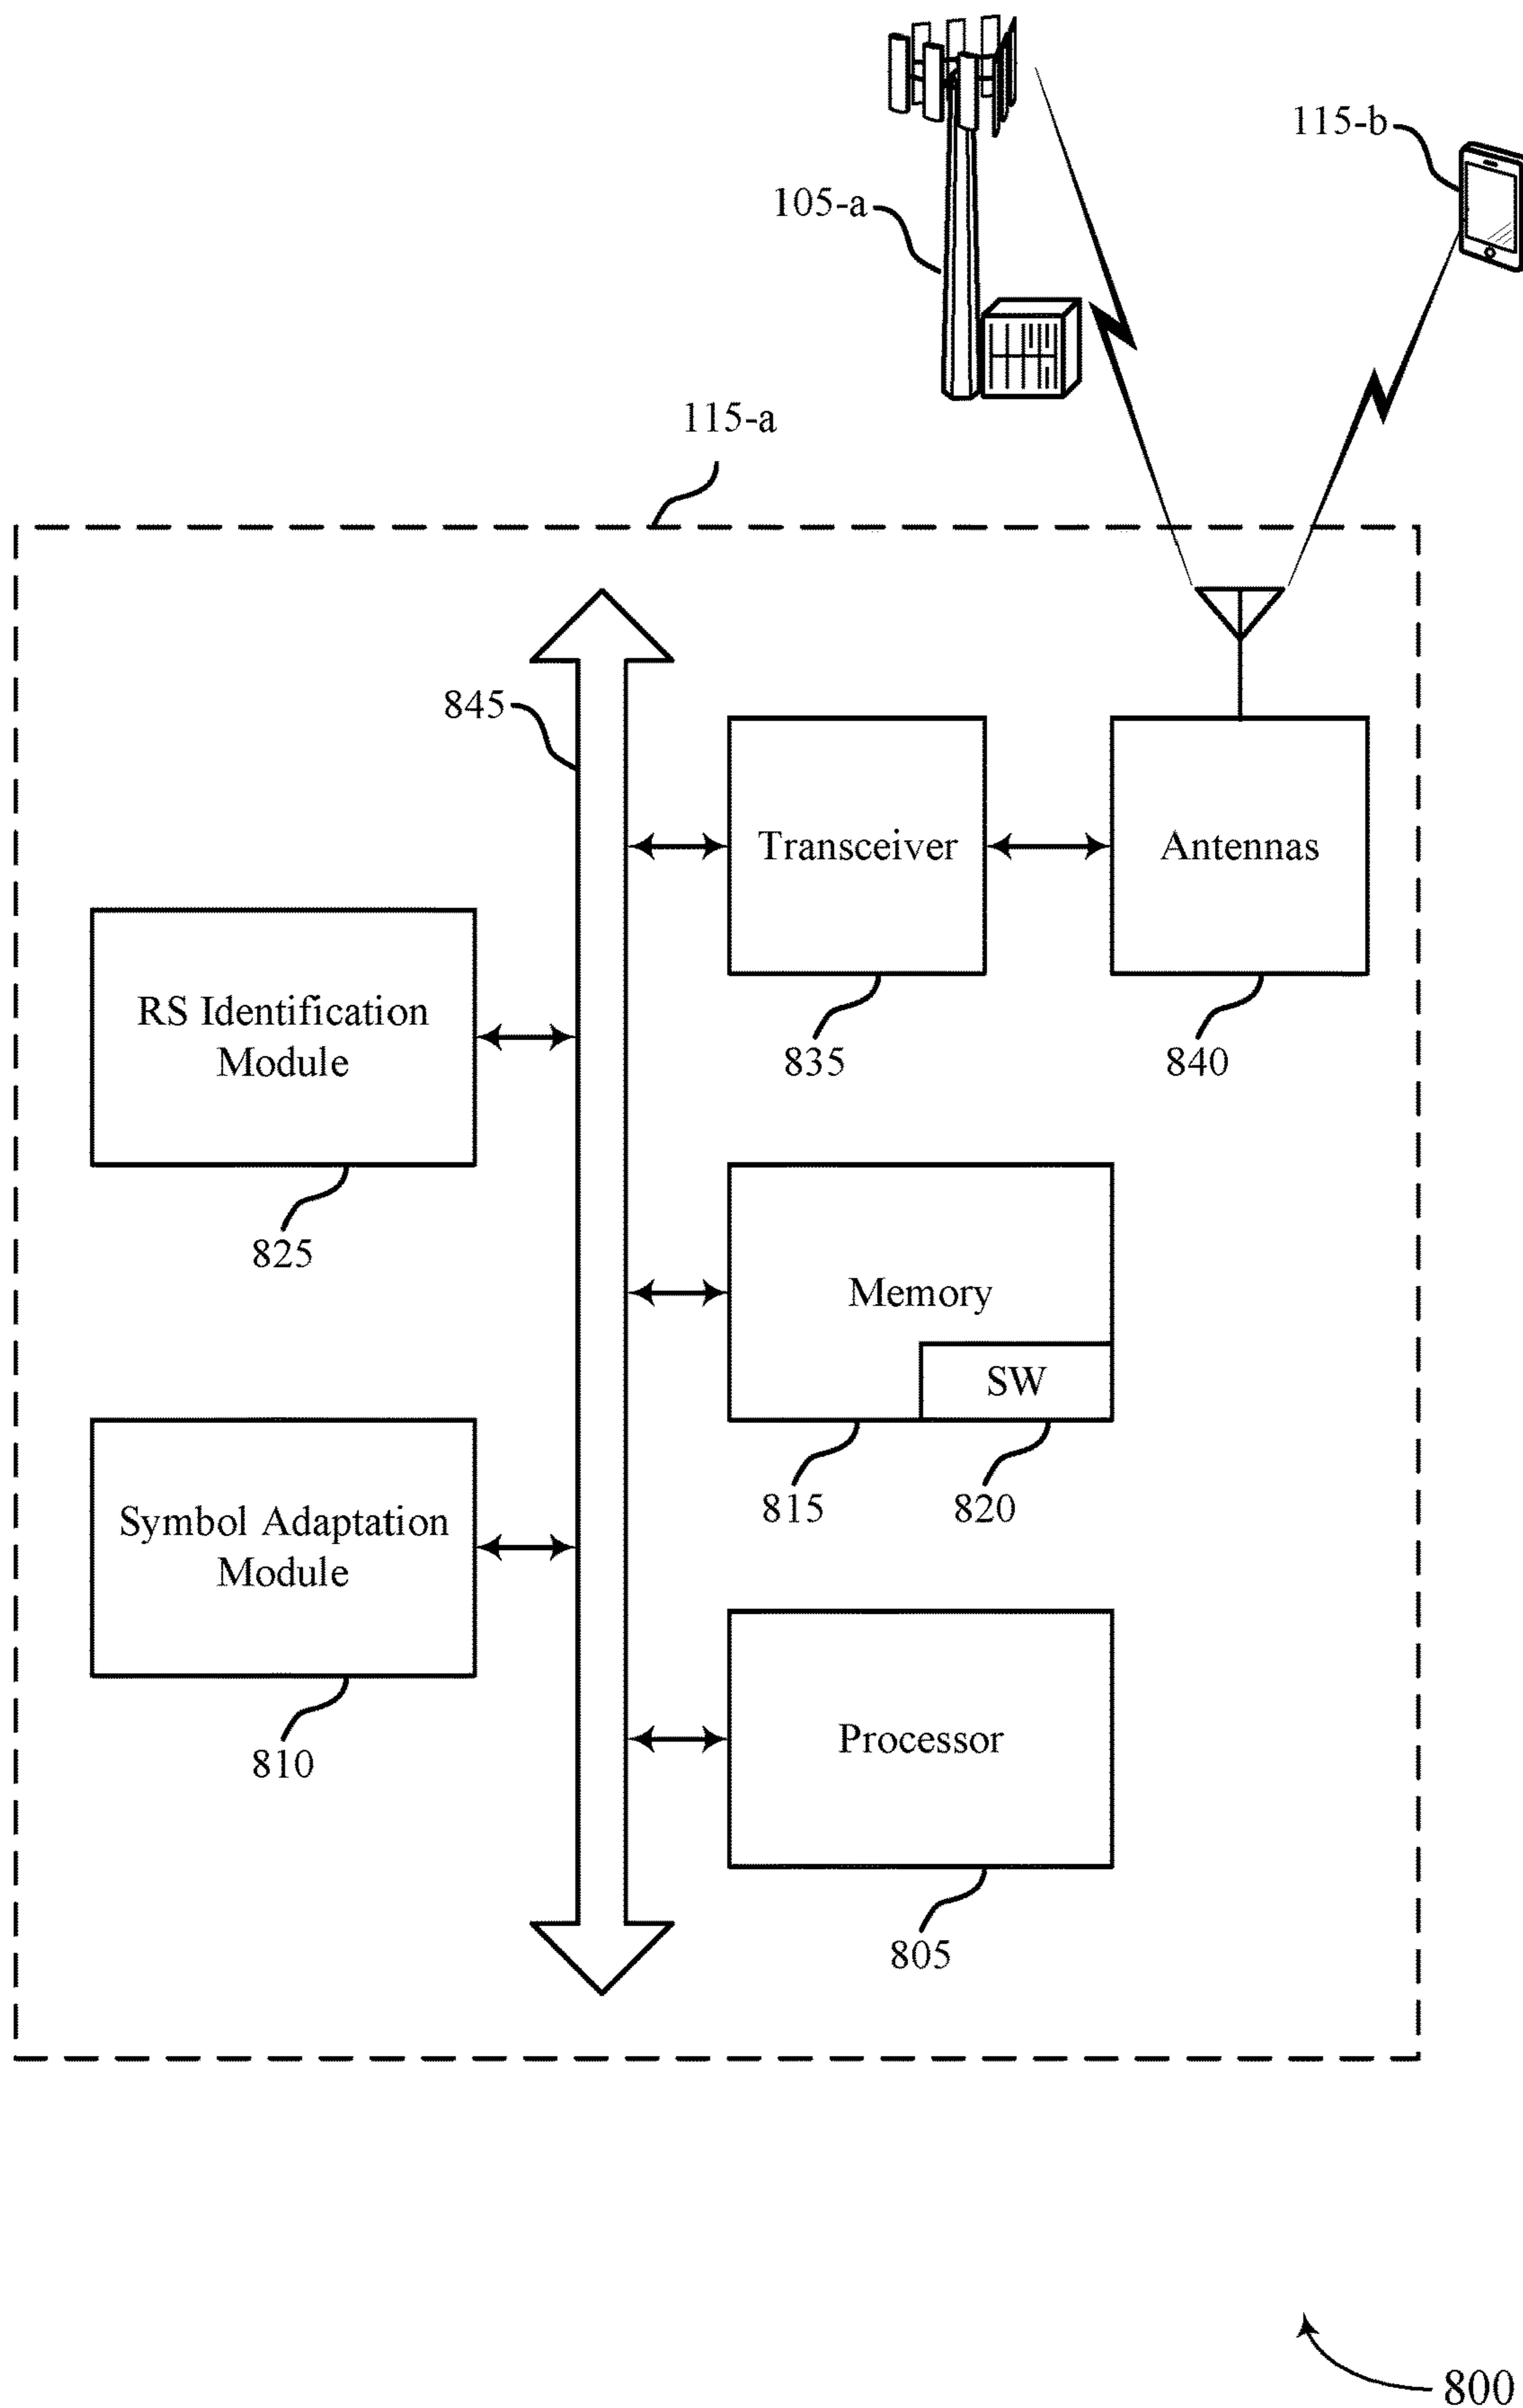 115-b
105-a
115-a
845
Transceiver
Antennas
835
840
RS Identification
Module
825
Memory
SW
815
820
Symbol Adaptation
Module
810
Processor
805
800